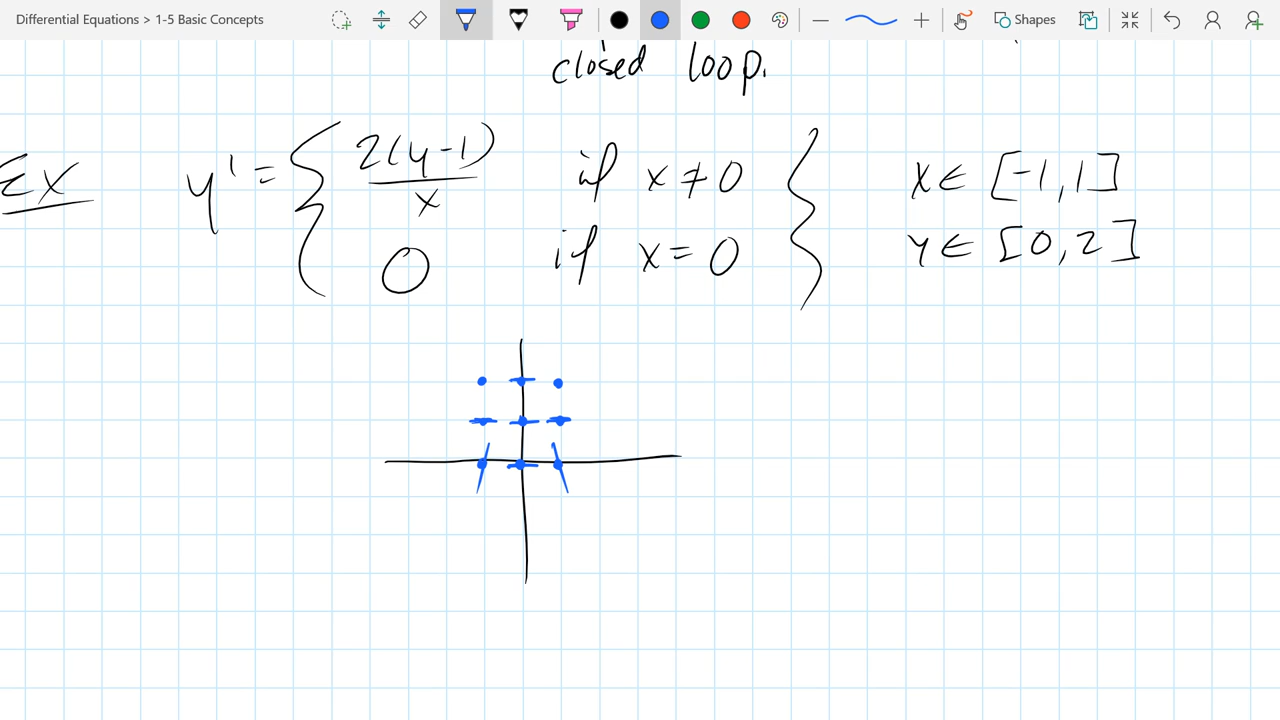 Differential Equations > 1-5 Basic Concepts
Shapes
closed loop.
EX y' = { 2(y-1)/x if x ≠ 0 } x ∈ [-1,1]
0 if x = 0 y ∈ [0,2]